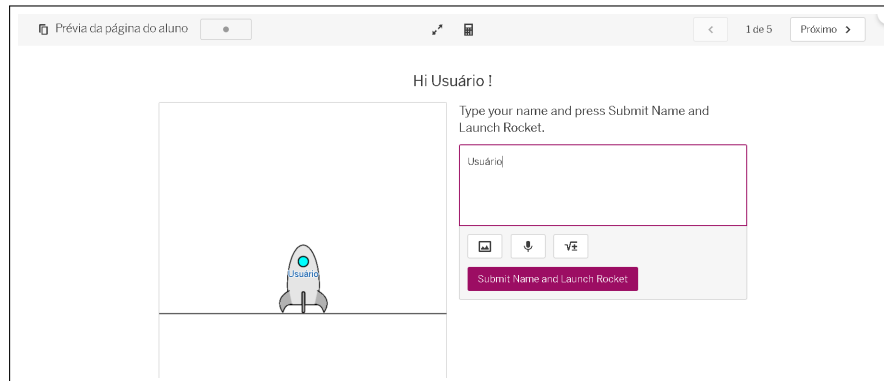 Prévia da página do aluno
1 de 5
Próximo
Hi Usuário !
Type your name and press Submit Name and
Launch Rocket.
Usuário
Usuário
√±
Submit Name and Launch Rocket